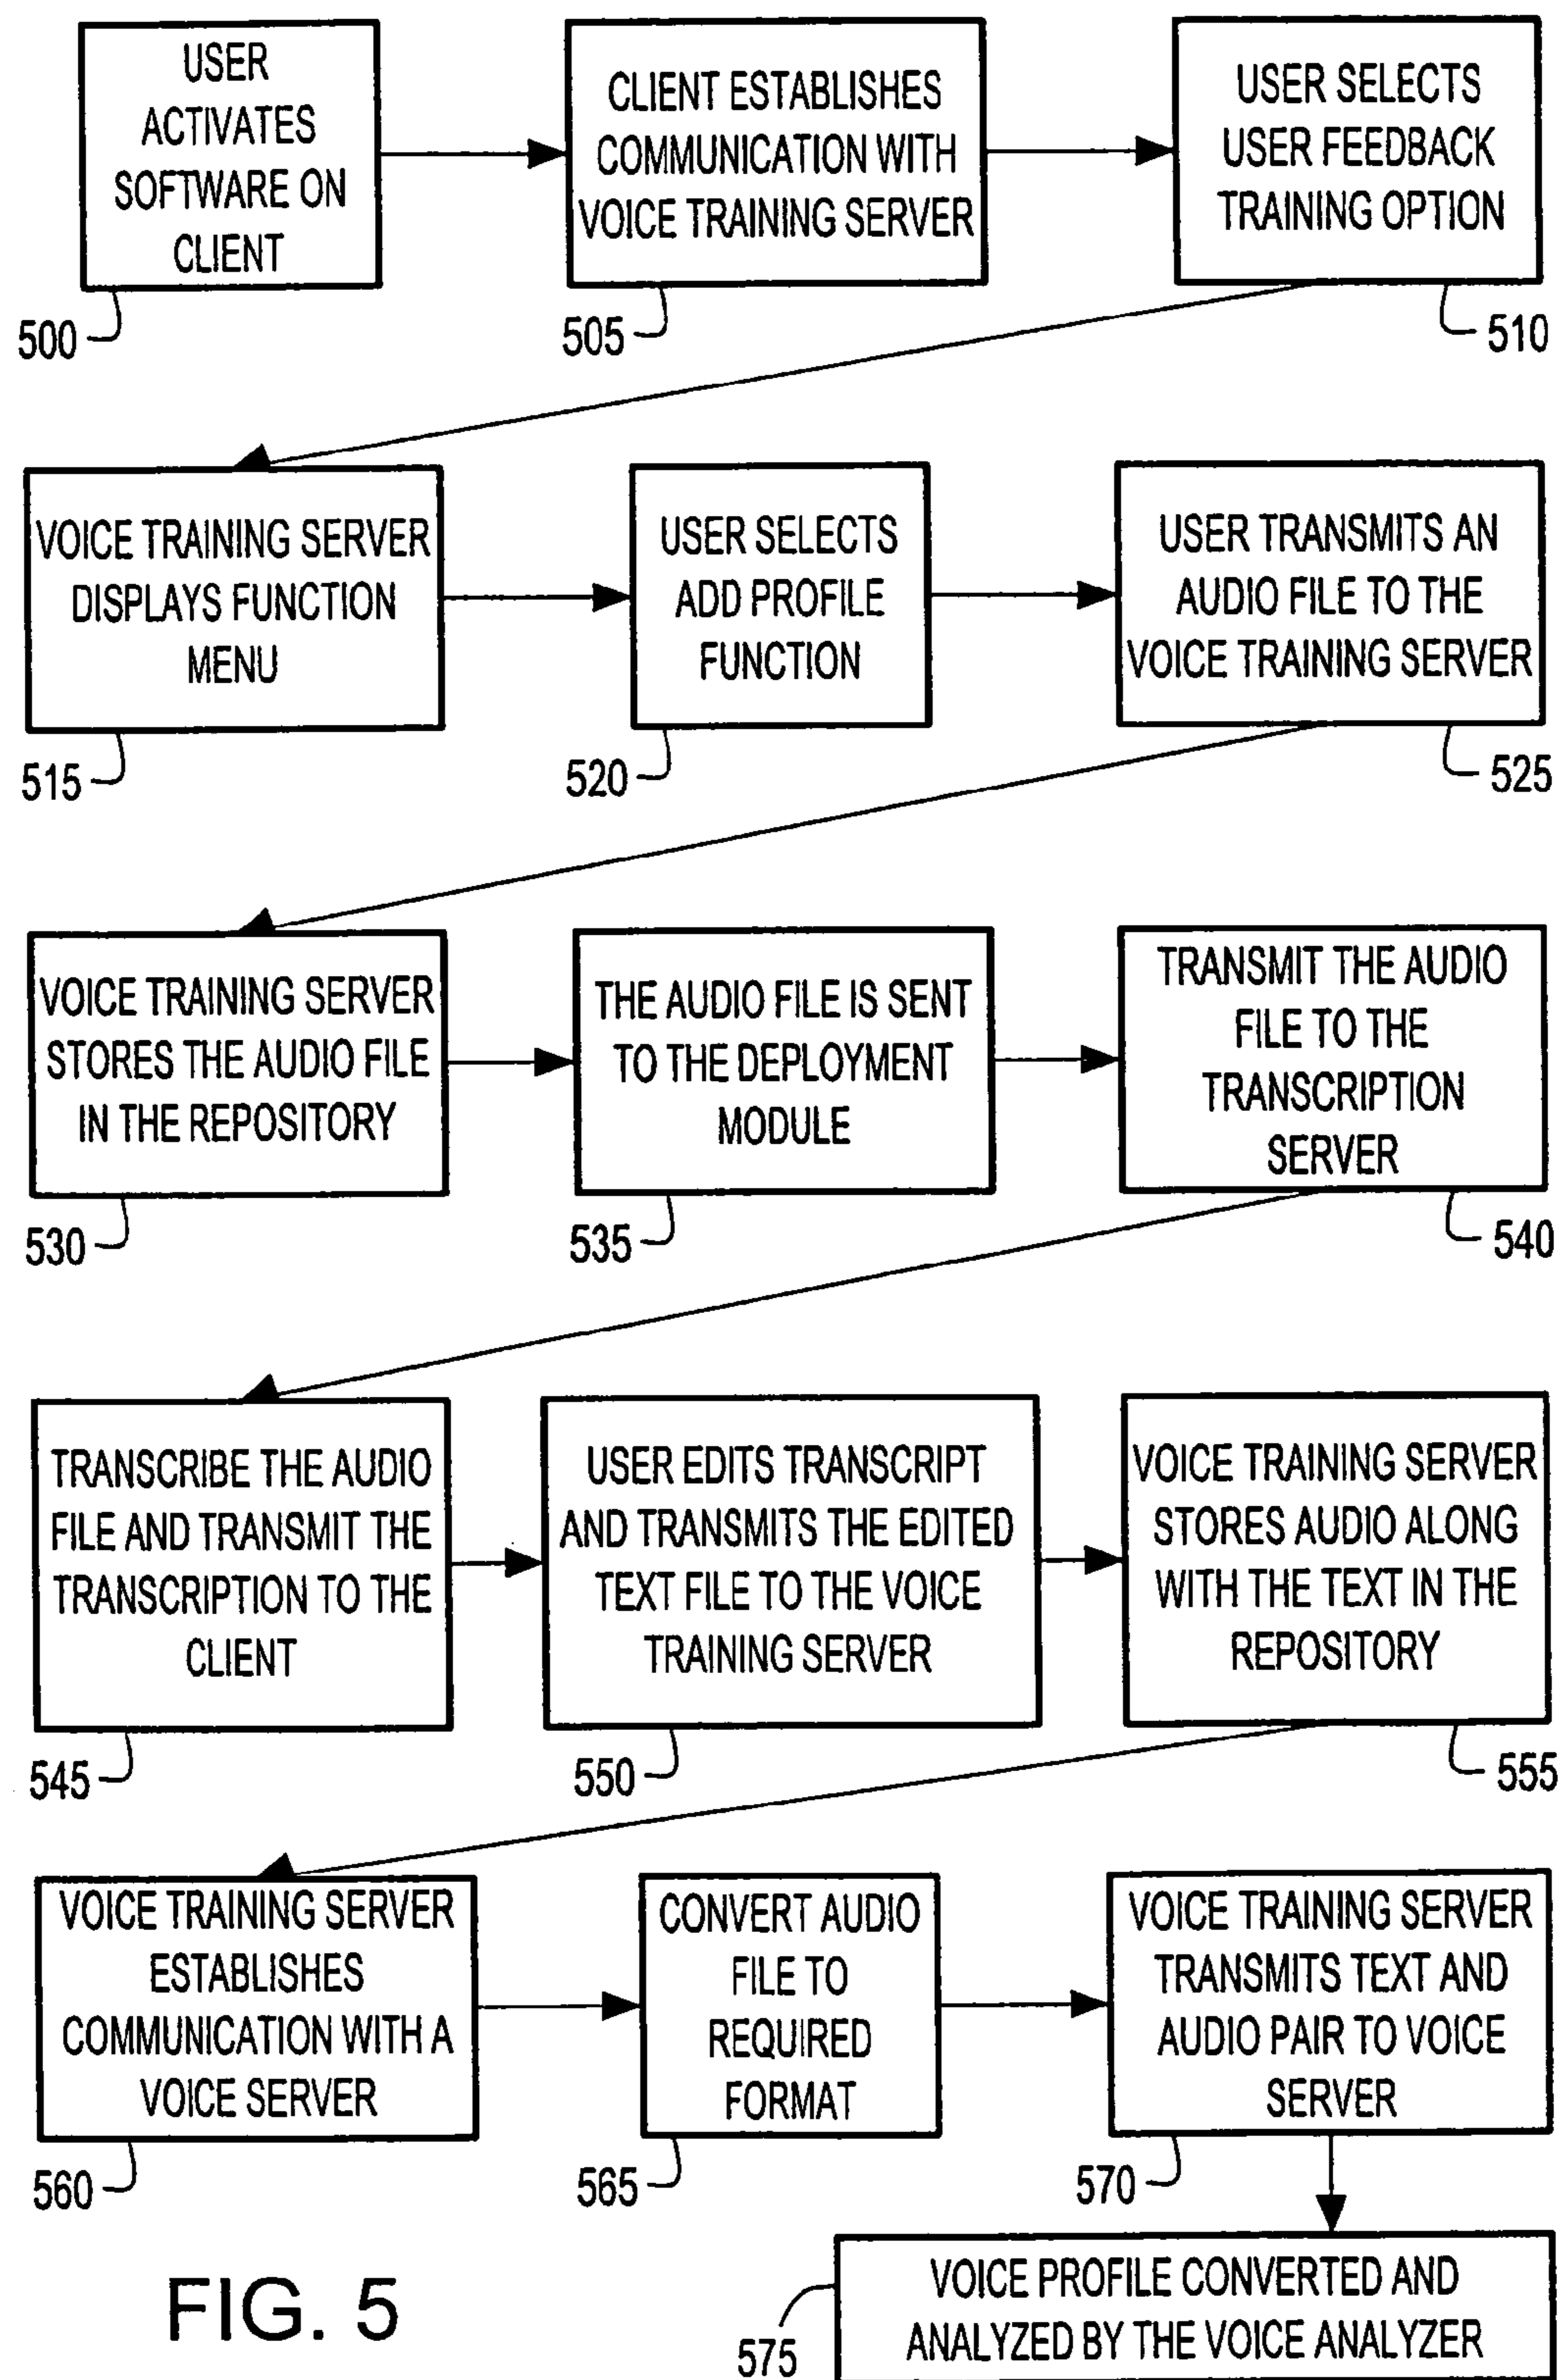 USER
ACTIVATES
SOFTWARE ON
CLIENT
500
CLIENT ESTABLISHES
COMMUNICATION WITH
VOICE TRAINING SERVER
505
USER SELECTS
USER FEEDBACK
TRAINING OPTION
510
VOICE TRAINING SERVER
DISPLAYS FUNCTION
MENU
515
USER SELECTS
ADD PROFILE
FUNCTION
520
USER TRANSMITS AN
AUDIO FILE TO THE
VOICE TRAINING SERVER
525
VOICE TRAINING SERVER
STORES THE AUDIO FILE
IN THE REPOSITORY
530
THE AUDIO FILE IS SENT
TO THE DEPLOYMENT
MODULE
535
TRANSMIT THE AUDIO
FILE TO THE
TRANSCRIPTION
SERVER
540
TRANSCRIBE THE AUDIO
FILE AND TRANSMIT THE
TRANSCRIPTION TO THE
CLIENT
545
USER EDITS TRANSCRIPT
AND TRANSMITS THE EDITED
TEXT FILE TO THE VOICE
TRAINING SERVER
550
VOICE TRAINING SERVER
STORES AUDIO ALONG
WITH THE TEXT IN THE
REPOSITORY
555
VOICE TRAINING SERVER
ESTABLISHES
COMMUNICATION WITH A
VOICE SERVER
560
CONVERT AUDIO
FILE TO
REQUIRED
FORMAT
565
VOICE TRAINING SERVER
TRANSMITS TEXT AND
AUDIO PAIR TO VOICE
SERVER
570
VOICE PROFILE CONVERTED AND
ANALYZED BY THE VOICE ANALYZER
575
FIG. 5